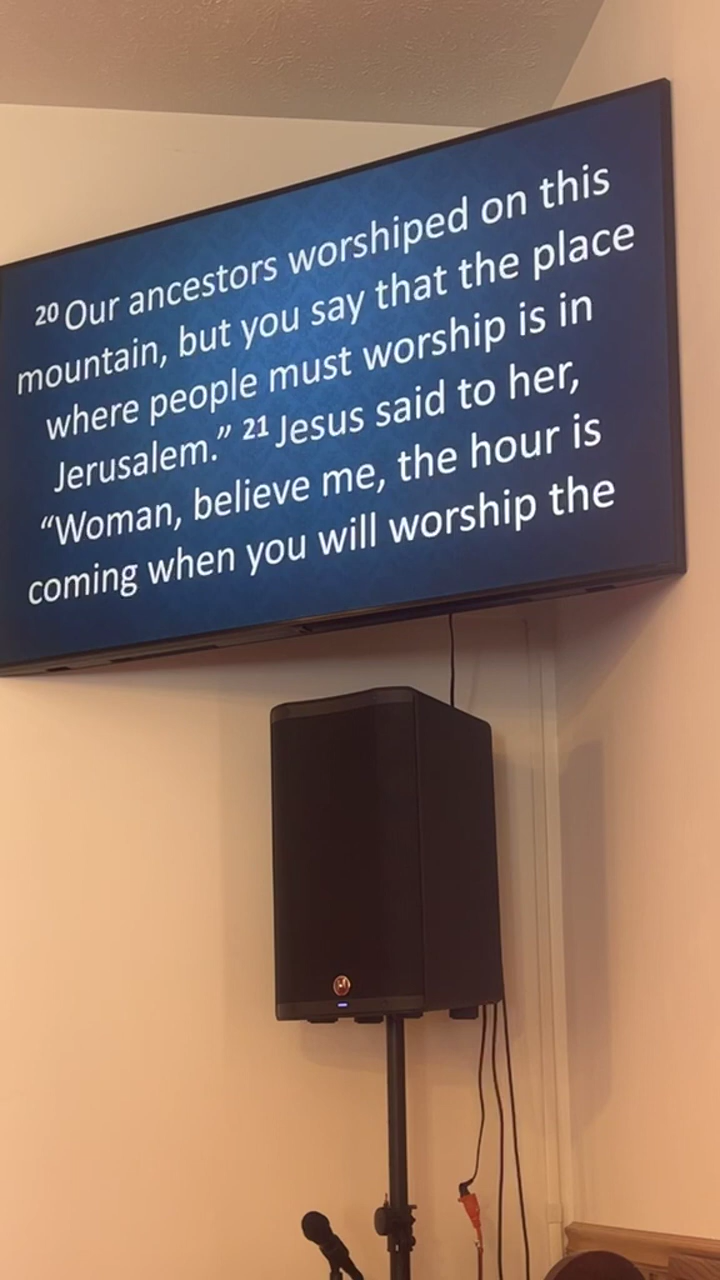 20 Our ancestors worshiped on this
mountain, but you say that the place
where people must worship is in
Jerusalem.” 21 Jesus said to her,
“Woman, believe me, the hour is
coming when you will worship the